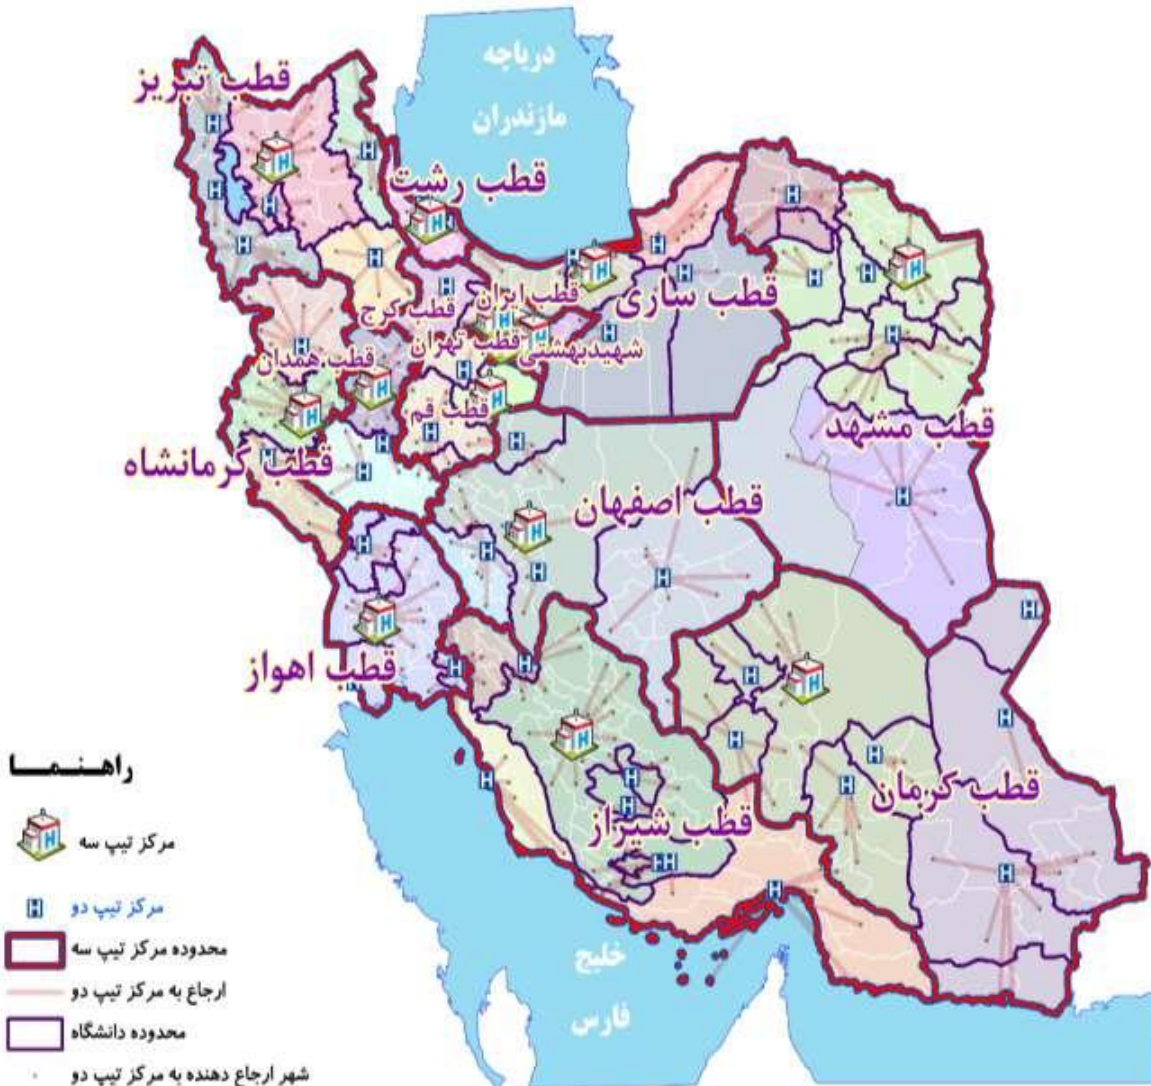 دریاچه
مازندران
قطب تبریز
قطب رشت
قطب ایران
قطب ساری
قطب کرج
قطب تهران
شهیدبهشتی
قطب همدان
قطب قم
قطب مشهد
قطب کرمانشاه
قطب اصفهان
قطب اهواز
قطب کرمان
قطب شیراز
خلیج
فارس
راهنما
مرکز تیپ سه
مرکز تیپ دو
محدوده مرکز تیپ سه
ارجاع به مرکز تیپ دو
محدوده دانشگاه
شهر ارجاع دهنده به مرکز تیپ دو